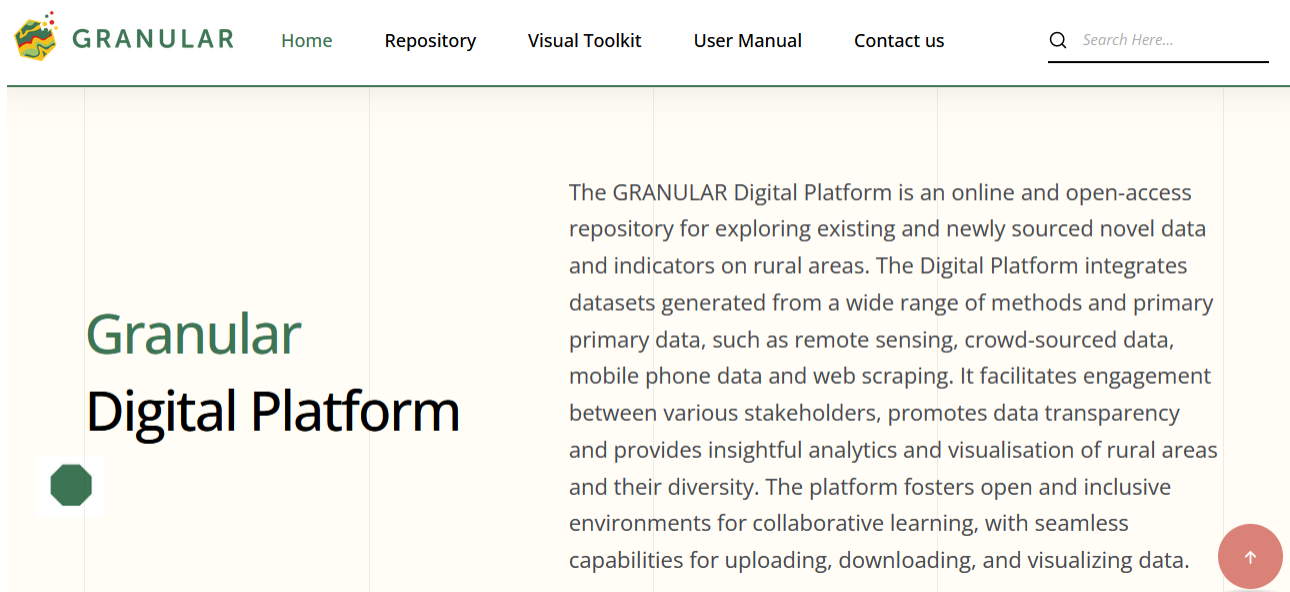 GRANULAR
Home
Repository
Visual Toolkit
User Manual
Contact us
Search Here...
Granular
Digital Platform
The GRANULAR Digital Platform is an online and open-access
repository for exploring existing and newly sourced novel data
and indicators on rural areas. The Digital Platform integrates
datasets generated from a wide range of methods and primary
primary data, such as remote sensing, crowd-sourced data,
mobile phone data and web scraping. It facilitates engagement
between various stakeholders, promotes data transparency
and provides insightful analytics and visualisation of rural areas
and their diversity. The platform fosters open and inclusive
environments for collaborative learning, with seamless
capabilities for uploading, downloading, and visualizing data.